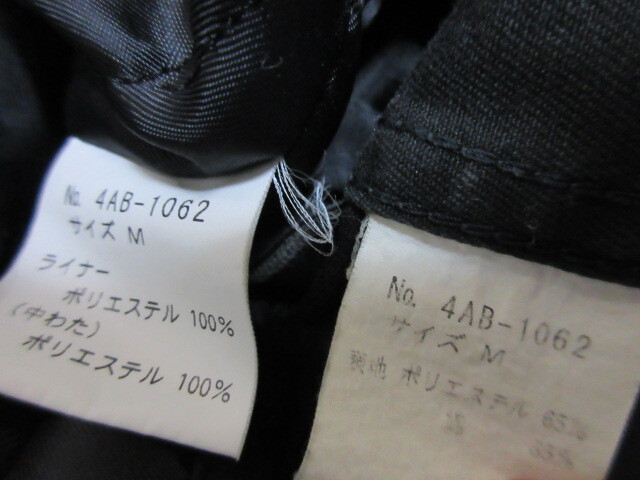 No. 4AB-1062
サイズ M
ライナー
ポリエステル 100%
(中わた)
ポリエステル 100%
No. 4AB-1062
サイズ M
ポリエステル 65%